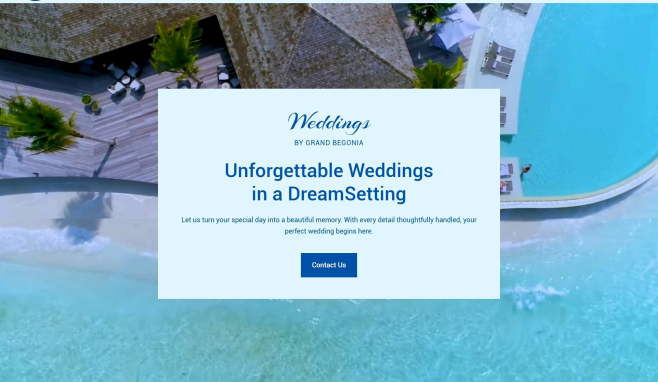 Weddings
BY GRAND BEGONIA
Unforgettable Weddings
in a DreamSetting
Let us turn your special day into a beautiful memory. With every detail thoughtfully handled, your
perfect wedding begins here.
Contact Us